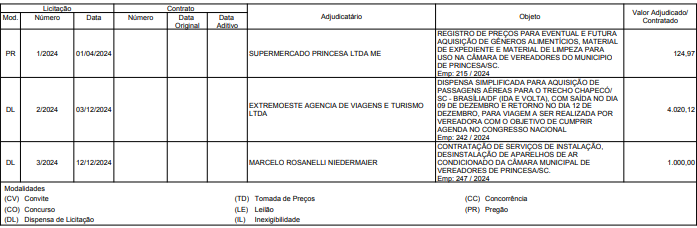 Licitação Contrato Adjudicatário Objeto Valor Adjudicado/
Contratado
Mod. Número Data Número Data
Original Data
Aditivo
PR 1/2024 01/04/2024 SUPERMERCADO PRINCESA LTDA ME
REGISTRO DE PREÇOS PARA EVENTUAL E FUTURA
AQUISIÇÃO DE GÊNEROS ALIMENTÍCIOS, MATERIAL
DE EXPEDIENTE E MATERIAL DE LIMPEZA PARA
USO NA CÂMARA DE VEREADORES DO MUNICIPIO
DE PRINCESA/SC.
Emp: 215 / 2024
124,97
DL 2/2024 03/12/2024 EXTREMOESTE AGENCIA DE VIAGENS E TURISMO
LTDA
DISPENSA SIMPLIFICADA PARA AQUISIÇÃO DE
PASSAGENS AÉREAS PARA O TRECHO CHAPECÓ/
SC - BRASÍLIA/DF (IDA E VOLTA), COM SAÍDA NO DIA
09 DE DEZEMBRO E RETORNO NO DIA 12 DE
DEZEMBRO, PARA VIAGEM A SER REALIZADA POR
VEREADORA COM O OBJETIVO DE CUMPRIR
AGENDA NO CONGRESSO NACIONAL
Emp: 242 / 2024
4.020,12
DL 3/2024 12/12/2024 MARCELO ROSANELLI NIEDERMAIER
CONTRATAÇÃO DE SERVIÇOS DE INSTALAÇÃO,
DESINSTALAÇÃO DE APARELHOS DE AR
CONDICIONADO DA CÂMARA MUNICIPAL DE
VEREADORES DE PRINCESA/SC.
Emp: 247 / 2024
1.000,00
Modalidades
(CV) Convite (TD) Tomada de Preços (CC) Concorrência
(CO) Concurso (LE) Leilão (PR) Pregão
(DL) Dispensa de Licitação (IL) Inexigibilidade